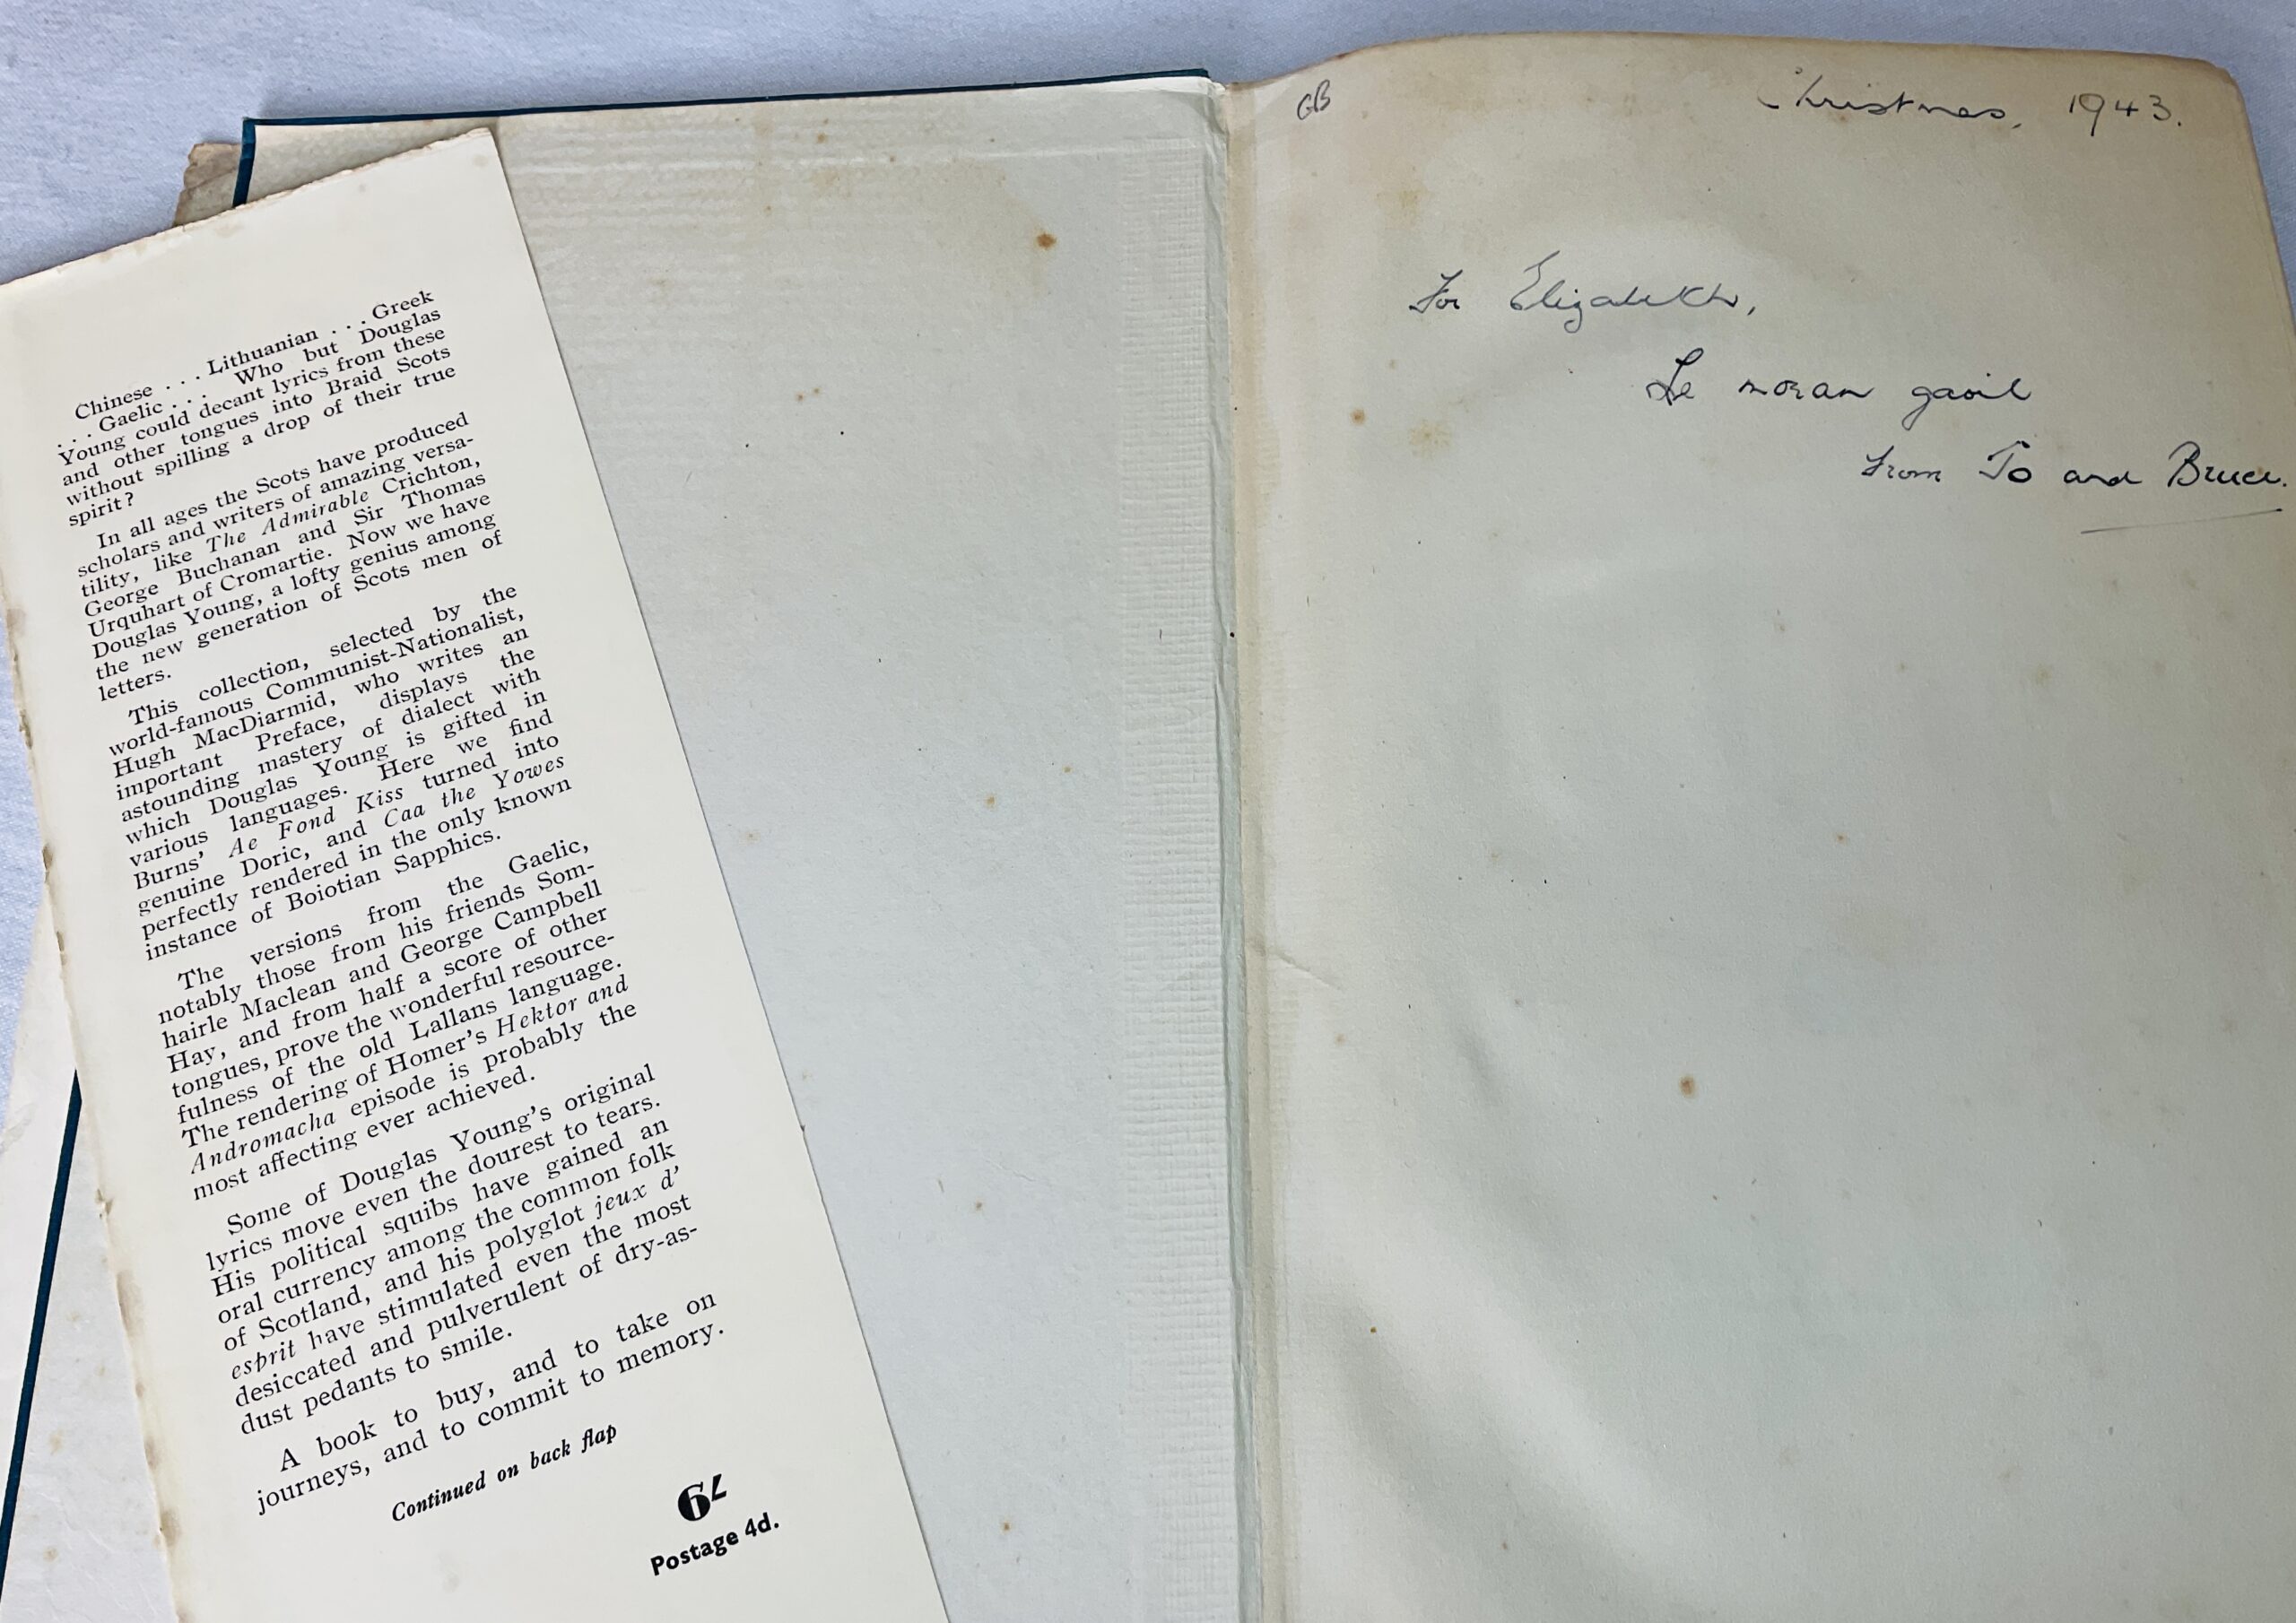 Chinese . . . Lithuanian . . . Greek
. . . Gaelic . . . Who but Douglas
Young could decant lyrics from these
and other tongues into Braid Scots
without spilling a drop of their true
spirit?
In all ages the Scots have produced
scholars and writers of amazing versa-
tility, like The Admirable Crichton,
George Buchanan and Sir Thomas
Urquhart of Cromartie. Now we have
Douglas Young, a lofty genius among
the new generation of Scots men of
letters.
This collection, selected by the
world-famous Communist-Nationalist,
Hugh MacDiarmid, who writes an
important Preface, displays the
astounding mastery of dialect with
which Douglas Young is gifted in
various languages. Here we find
Burns' Ae Fond Kiss turned into
genuine Doric, and Caa the Yowes
perfectly rendered in the only known
instance of Boiotian Sapphics.
The versions from the Gaelic,
notably those from his friends Som-
hairle Maclean and George Campbell
Hay, and from half a score of other
tongues, prove the wonderful resource-
fulness of the old Lallans language.
The rendering of Homer's Hektor and
Andromacha episode is probably the
most affecting ever achieved.
Some of Douglas Young's original
lyrics move even the dourest to tears.
His political squibs have gained an
oral currency among the common folk
of Scotland, and his polyglot jeux d'
esprit have stimulated even the most
desiccated and pulverulent of dry-as-
dust pedants to smile.
A book to buy, and to take on
journeys, and to commit to memory.
Continued on back flap
6/-
Postage 4d.
GB
Christmas, 1943.
For Elizabeth,
Le moran gaoil
from Jo and Bruce.